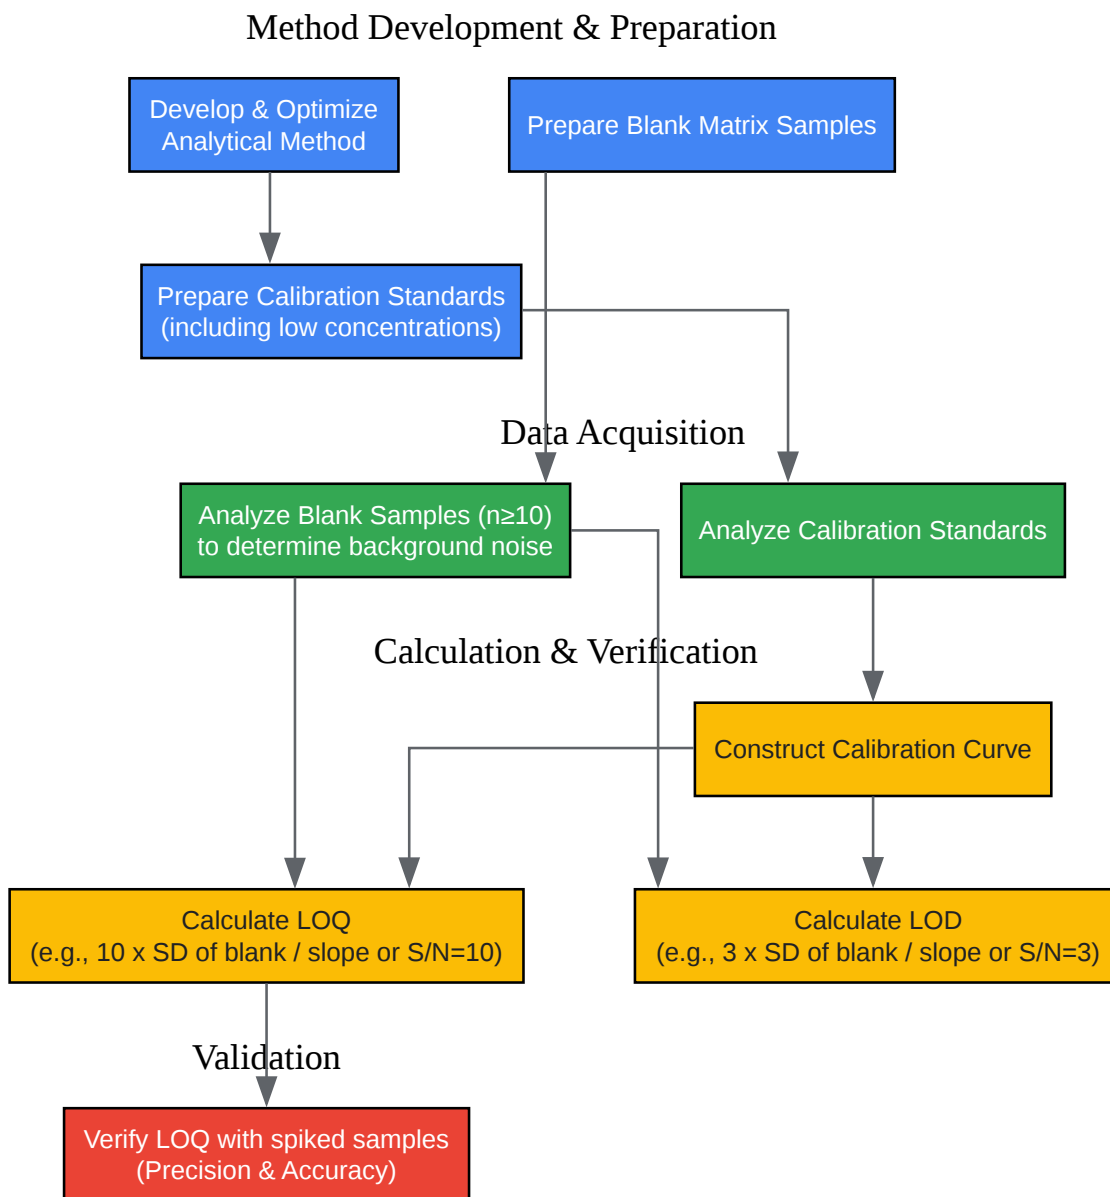 Method Development & Preparation
Develop & Optimize
Analytical Method
Prepare Blank Matrix Samples
Prepare Calibration Standards
(including low concentrations)
Data Acquisition
Analyze Blank Samples (n≥10)
to determine background noise
Analyze Calibration Standards
Calculation & Verification
Construct Calibration Curve
Calculate LOQ
(e.g., 10 x SD of blank / slope or S/N=10)
Calculate LOD
(e.g., 3 x SD of blank / slope or S/N=3)
Validation
Verify LOQ with spiked samples
(Precision & Accuracy)